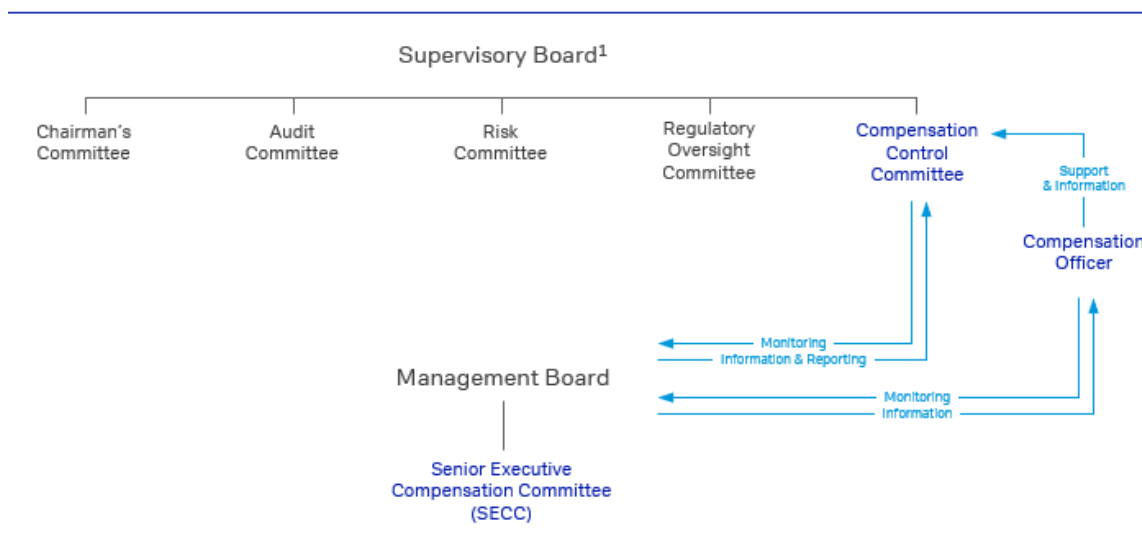 Supervisory Board¹
Chairman's
Committee
Audit
Committee
Risk
Committee
Regulatory
Oversight
Committee
Compensation
Control
Committee
Support
& Information
Compensation
Officer
Monitoring
Information & Reporting
Management Board
Monitoring
Information
Senior Executive
Compensation Committee
(SECC)